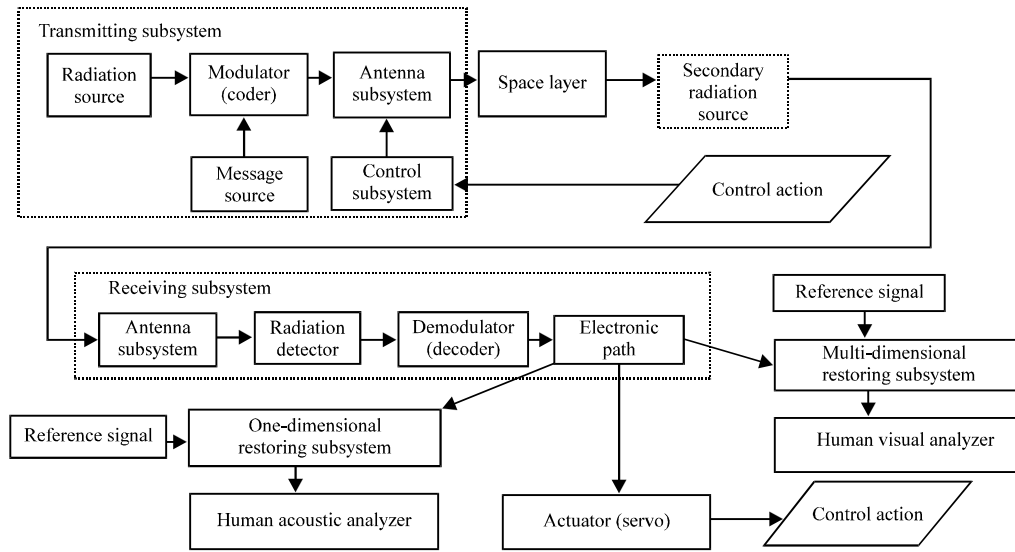 Transmitting subsystem
Radiation
source
Modulator
(coder)
Antenna
subsystem
Space layer
Secondary
radiation
source
Message
source
Control
subsystem
Control action
Receiving subsystem
Reference signal
Antenna
subsystem
Radiation
detector
Demodulator
(decoder)
Electronic
path
Multi-dimensional
restoring subsystem
Reference signal
One-dimensional
restoring subsystem
Human visual analyzer
Human acoustic analyzer
Actuator (servo)
Control action